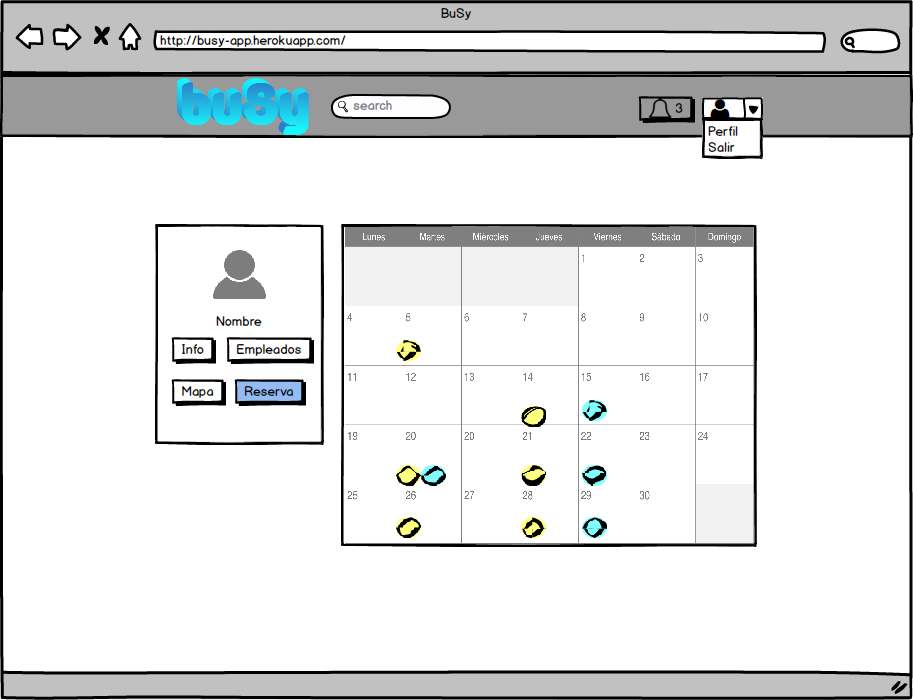 BuSy
http://busy-app.herokuapp.com/
buSy
search
3
Perfil
Salir
Nombre
Info Empleados
Mapa Reserva
Lunes Martes Miércoles Jueves Viernes Sábado Domingo
1 2 3
4 5 6 7 8 9 10
11 12 13 14 15 16 17
19 20 20 21 22 23 24
25 26 27 28 29 30